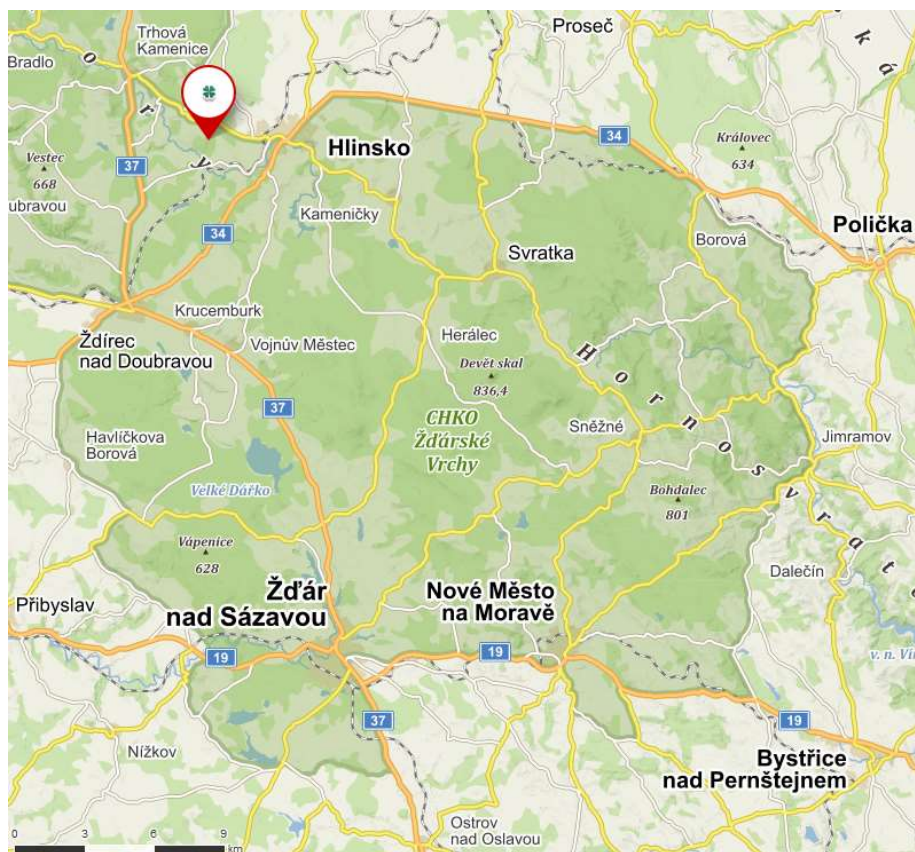 Trhová
Kamenice
Proseč
Bradlo
o
r
y
k
á
34
Královec
634
Hlinsko
Vestec
668
37
oubravou
Kameničky
34
Borová
Polička
Svratka
Krucemburk
Ždírec
nad Doubravou
Vojnův Městec
Herálec
Devět skal
836,4
H o r n o s v r a t
37
CHKO
Žďárské
Vrchy
Sněžné
Jimramov
Havlíčkova
Borová
Velké Dářko
Bohdalec
801
Vápenice
628
Dalečín
Žďár
nad Sázavou
Nové Město
na Moravě
Přibyslav
19
19
v. n. Vír
37
19
Nížkov
Bystřice
nad Pernštejnem
Ostrov
nad Oslavou
0 3 6 9
km